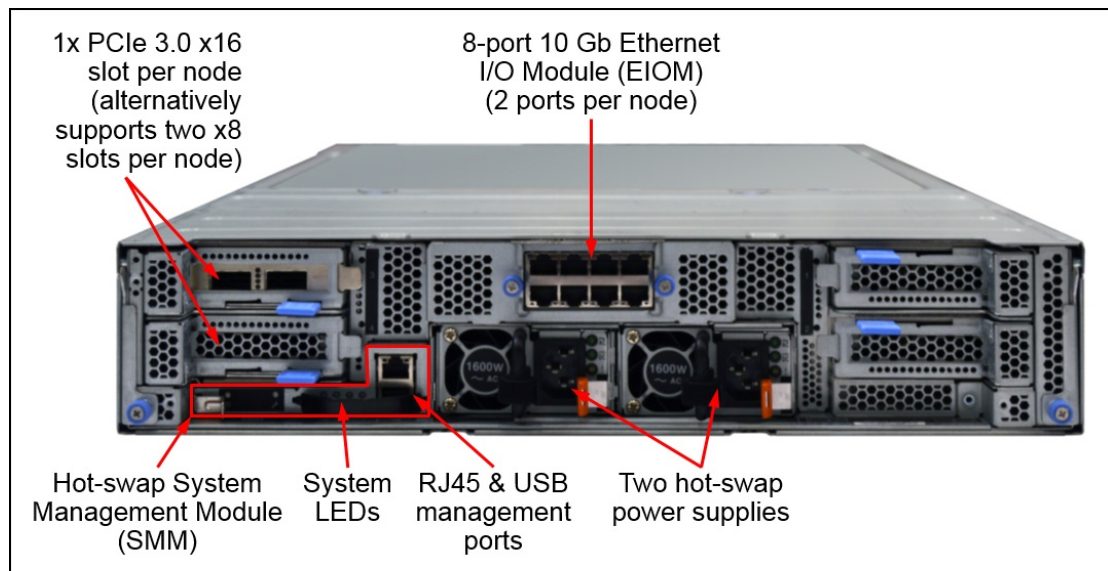 1x PCIe 3.0 x16
slot per node
(alternatively
supports two x8
slots per node)
8-port 10 Gb Ethernet
I/O Module (EIOM)
(2 ports per node)
1600W
~ AC
1600W
~ AC
Hot-swap System
Management Module
(SMM)
System
LEDs
RJ45 & USB
management
ports
Two hot-swap
power supplies